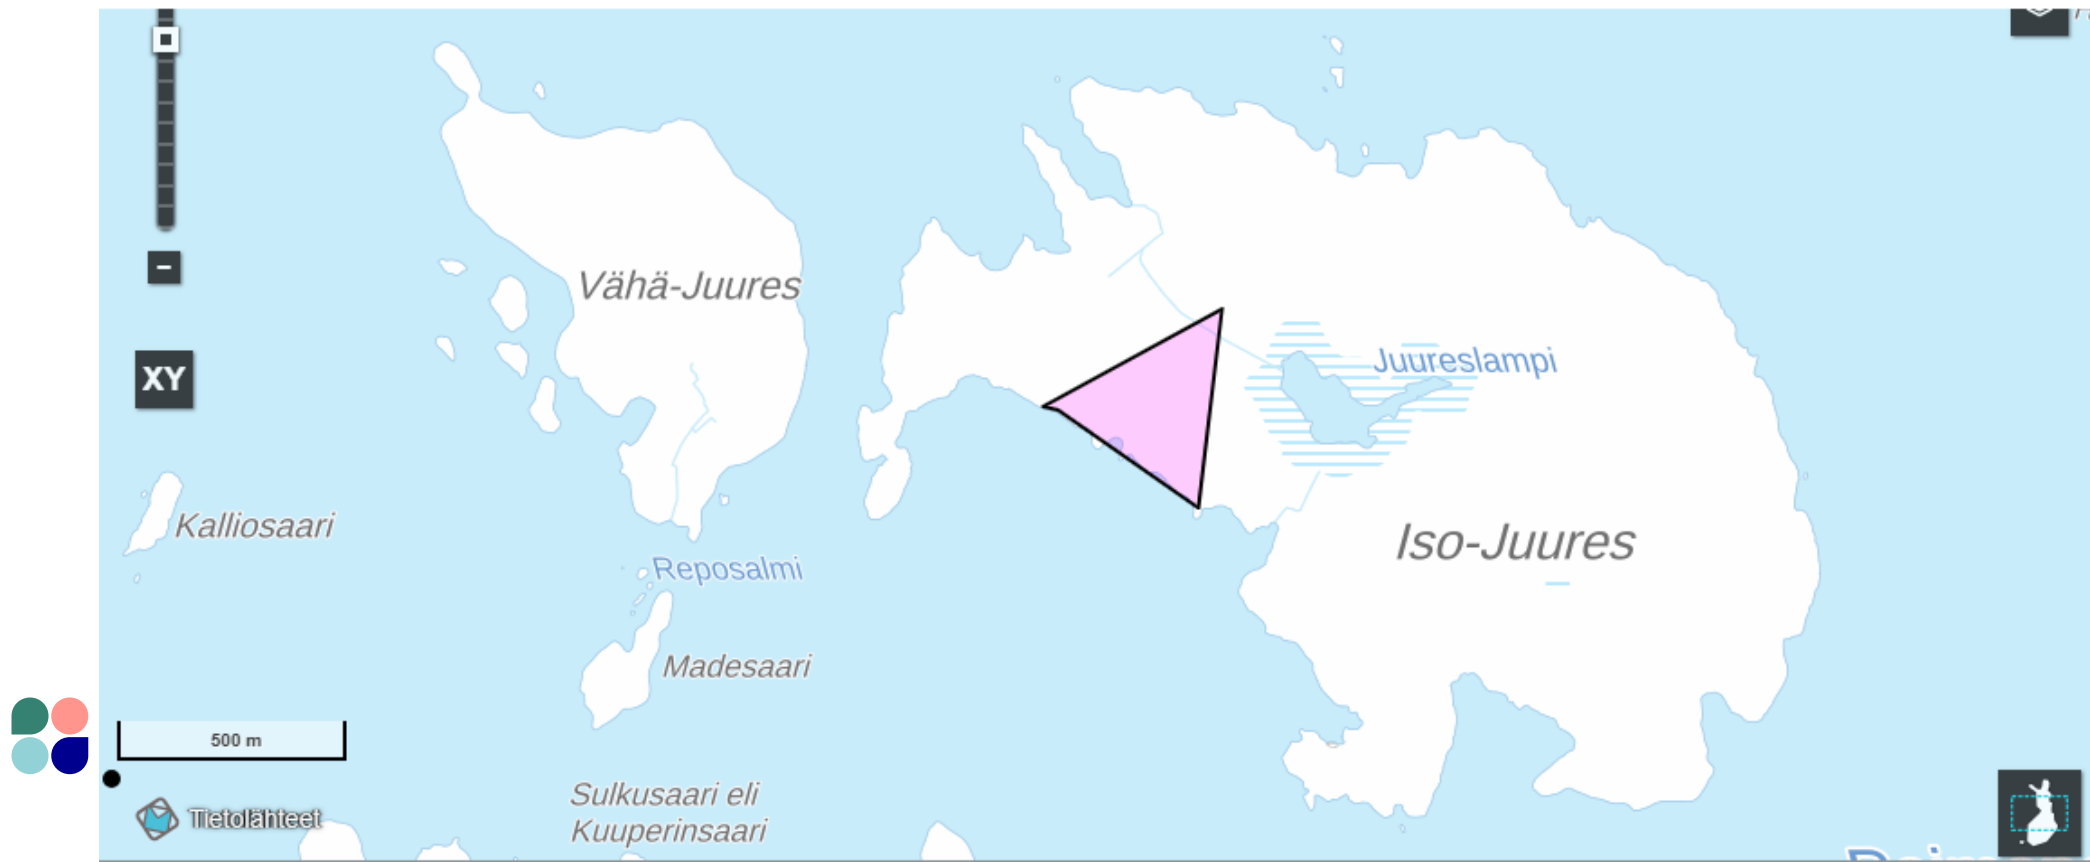 Vähä-Juures
XY
Juureslampi
Kalliosaari
Iso-Juures
Reposalmi
Madesaari
500 m
Sulkusaari eli
Kuuperinsaari
Tietolähteet